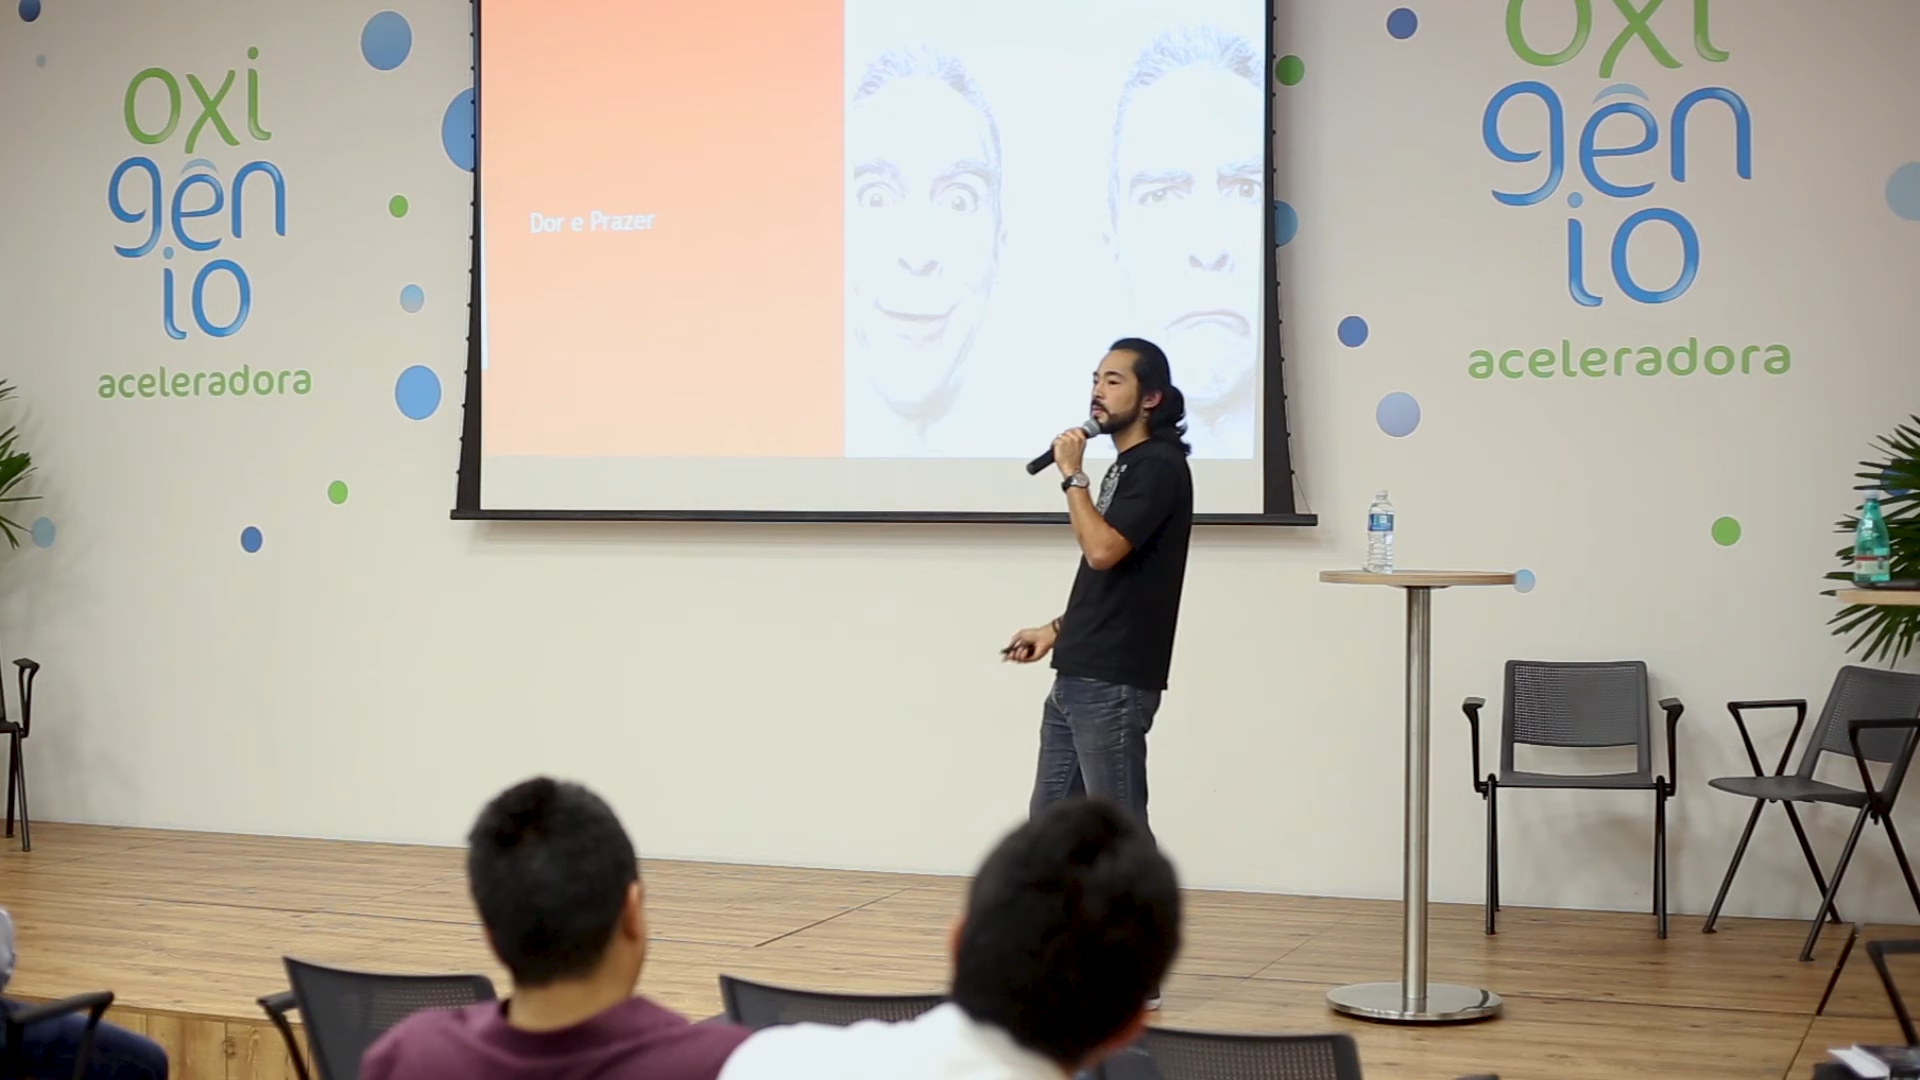 oxi
gên
io
aceleradora
Dor e Prazer
oxi
gên
io
aceleradora